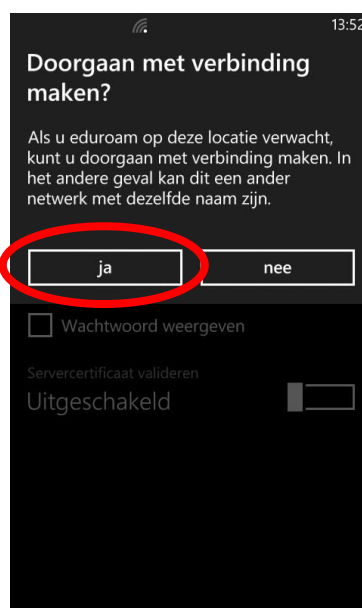 13:52
Doorgaan met verbinding
maken?
Als u eduroam op deze locatie verwacht,
kunt u doorgaan met verbinding maken. In
het andere geval kan dit een ander
netwerk met dezelfde naam zijn.
ja nee
Wachtwoord weergeven
Servercertificaat valideren
Uitgeschakeld